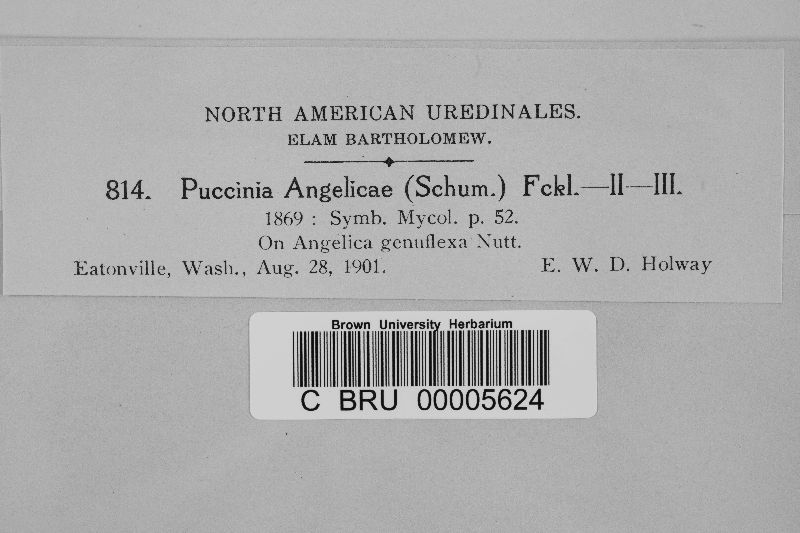 NORTH AMERICAN UREDINALES.
ELAM BARTHOLOMEW.
814. Puccinia Angelicae (Schum.) Fckl.—II—III.
1869 : Symb. Mycol. p. 52.
On Angelica genuflexa Nutt.
Eatonville, Wash., Aug. 28, 1901. E. W. D. Holway
Brown University Herbarium
C BRU 00005624